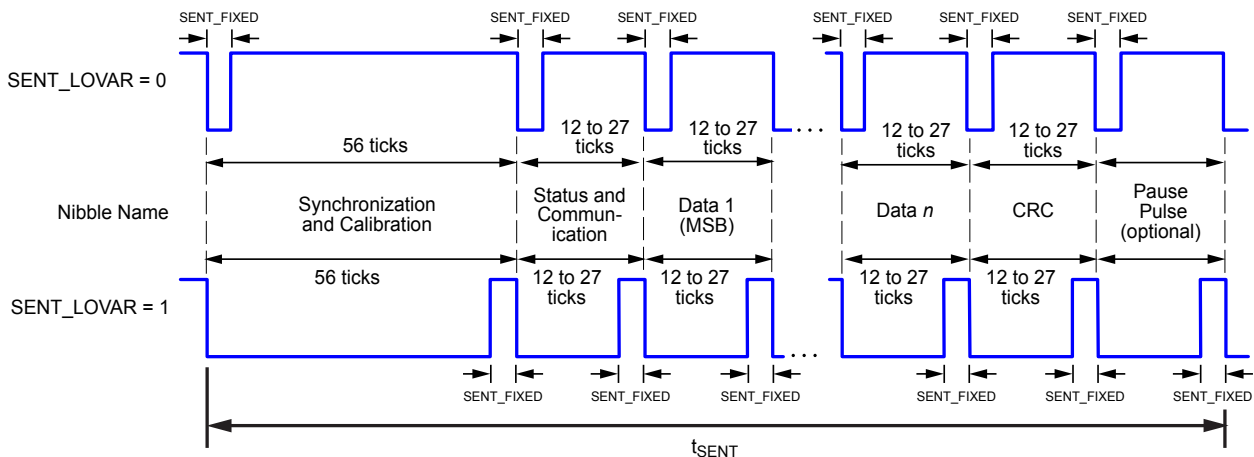 SENT_FIXED SENT_FIXED SENT_FIXED SENT_FIXED SENT_FIXED SENT_FIXED
SENT_LOVAR = 0
56 ticks
12 to 27
ticks
12 to 27
ticks
. . .
12 to 27
ticks
12 to 27
ticks
Nibble Name
Synchronization
and Calibration
Status and
Commun-
ication
Data 1
(MSB)
Data n
CRC
Pause
Pulse
(optional)
SENT_LOVAR = 1
56 ticks
12 to 27
ticks
12 to 27
ticks
. . .
12 to 27
ticks
12 to 27
ticks
SENT_FIXED SENT_FIXED SENT_FIXED SENT_FIXED SENT_FIXED SENT_FIXED
tSENT